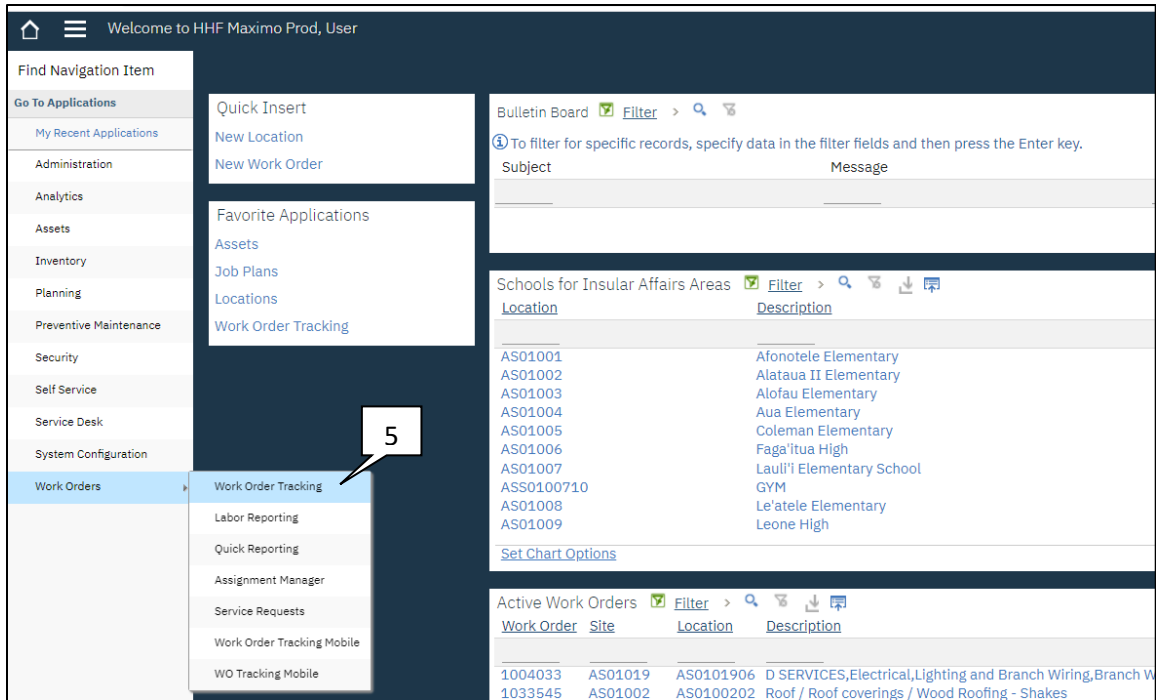 Welcome to HHF Maximo Prod, User
Find Navigation Item
Go To Applications
My Recent Applications
Administration
Analytics
Assets
Inventory
Planning
Preventive Maintenance
Security
Self Service
Service Desk
System Configuration
Work Orders
Quick Insert
New Location
New Work Order
Favorite Applications
Assets
Job Plans
Locations
Work Order Tracking
5
Work Order Tracking
Labor Reporting
Quick Reporting
Assignment Manager
Service Requests
Work Order Tracking Mobile
WO Tracking Mobile
Bulletin Board Filter >
To filter for specific records, specify data in the filter fields and then press the Enter key.
Subject Message
Schools for Insular Affairs Areas Filter >
Location Description
AS01001 Afonotele Elementary
AS01002 Alataua II Elementary
AS01003 Alofau Elementary
AS01004 Aua Elementary
AS01005 Coleman Elementary
AS01006 Faga'itua High
AS01007 Lauli'i Elementary School
ASS0100710 GYM
AS01008 Le'atele Elementary
AS01009 Leone High
Set Chart Options
Active Work Orders Filter >
Work Order Site Location Description
1004033 AS01019 AS0101906 D SERVICES,Electrical,Lighting and Branch Wiring,Branch W
1033545 AS01002 AS0100202 Roof / Roof coverings / Wood Roofing - Shakes